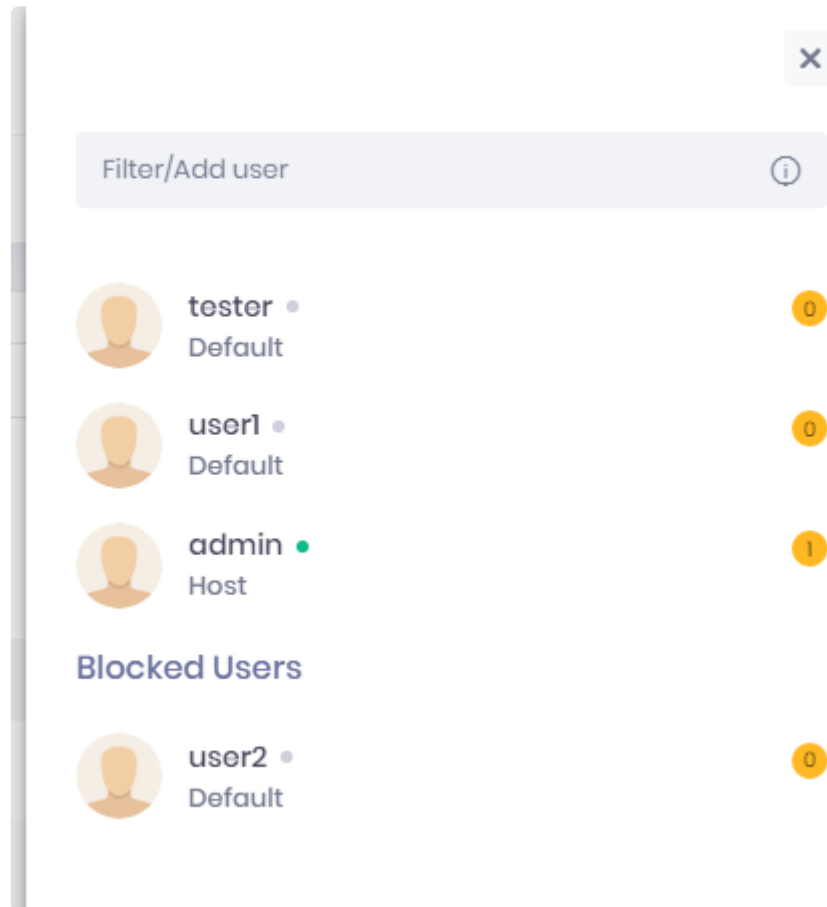 Filter/Add user
tester
Default
0
user1
Default
0
admin
Host
1
Blocked Users
user2
Default
0